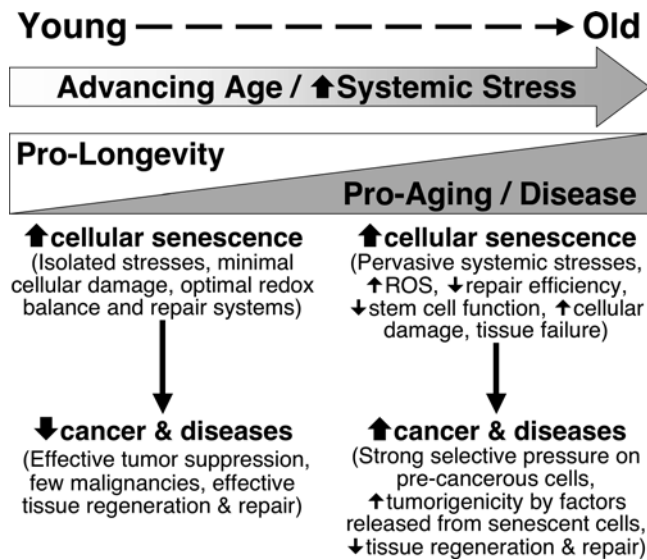 Young Old
Advancing Age / ⬆Systemic Stress
Pro-Longevity
Pro-Aging / Disease
⬆cellular senescence
(Isolated stresses, minimal
cellular damage, optimal redox
balance and repair systems)
⬇cancer & diseases
(Effective tumor suppression,
few malignancies, effective
tissue regeneration & repair)
⬆cellular senescence
(Pervasive systemic stresses,
⬆ROS, ⬇repair efficiency,
⬇stem cell function, ⬆cellular
damage, tissue failure)
⬆cancer & diseases
(Strong selective pressure on
pre-cancerous cells,
⬆tumorigenicity by factors
released from senescent cells,
⬇tissue regeneration & repair)